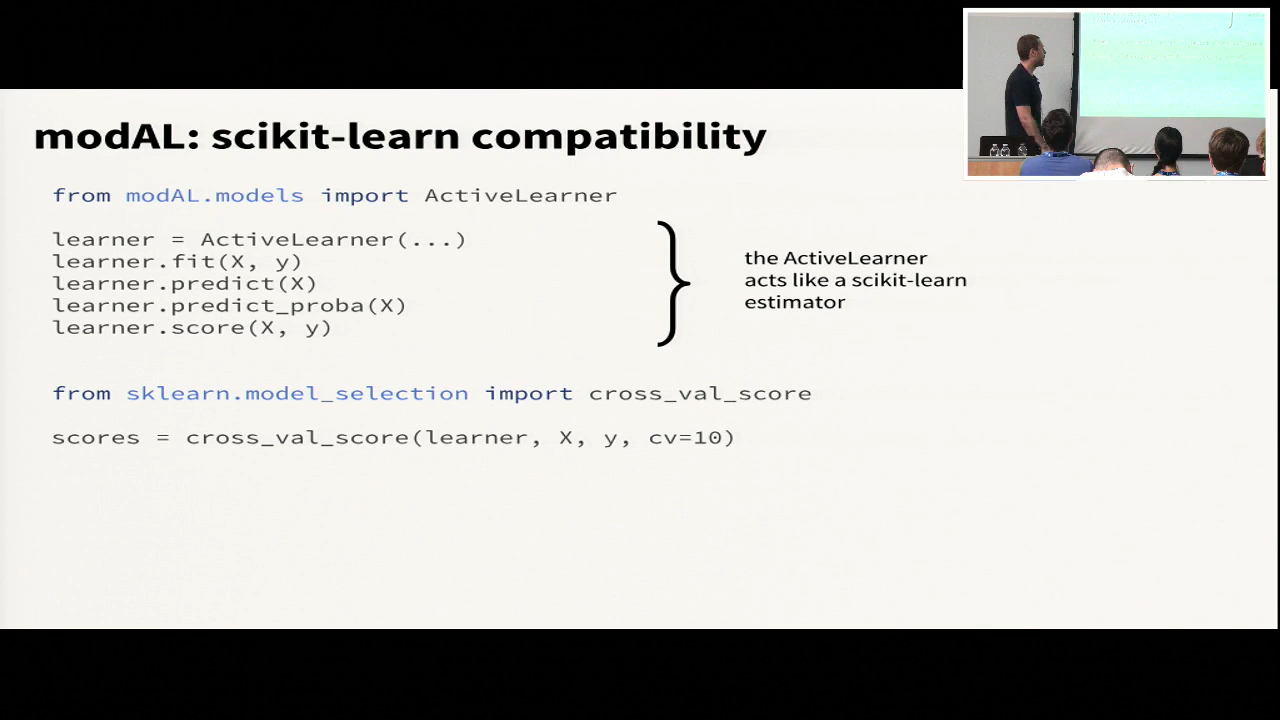 modAL: scikit-learn compatibility
from modAL.models import ActiveLearner
learner = ActiveLearner(...)
learner.fit(X, y)
learner.predict(X)
learner.predict_proba(X)
learner.score(X, y)
the ActiveLearner
acts like a scikit-learn
estimator
from sklearn.model_selection import cross_val_score
scores = cross_val_score(learner, X, y, cv=10)